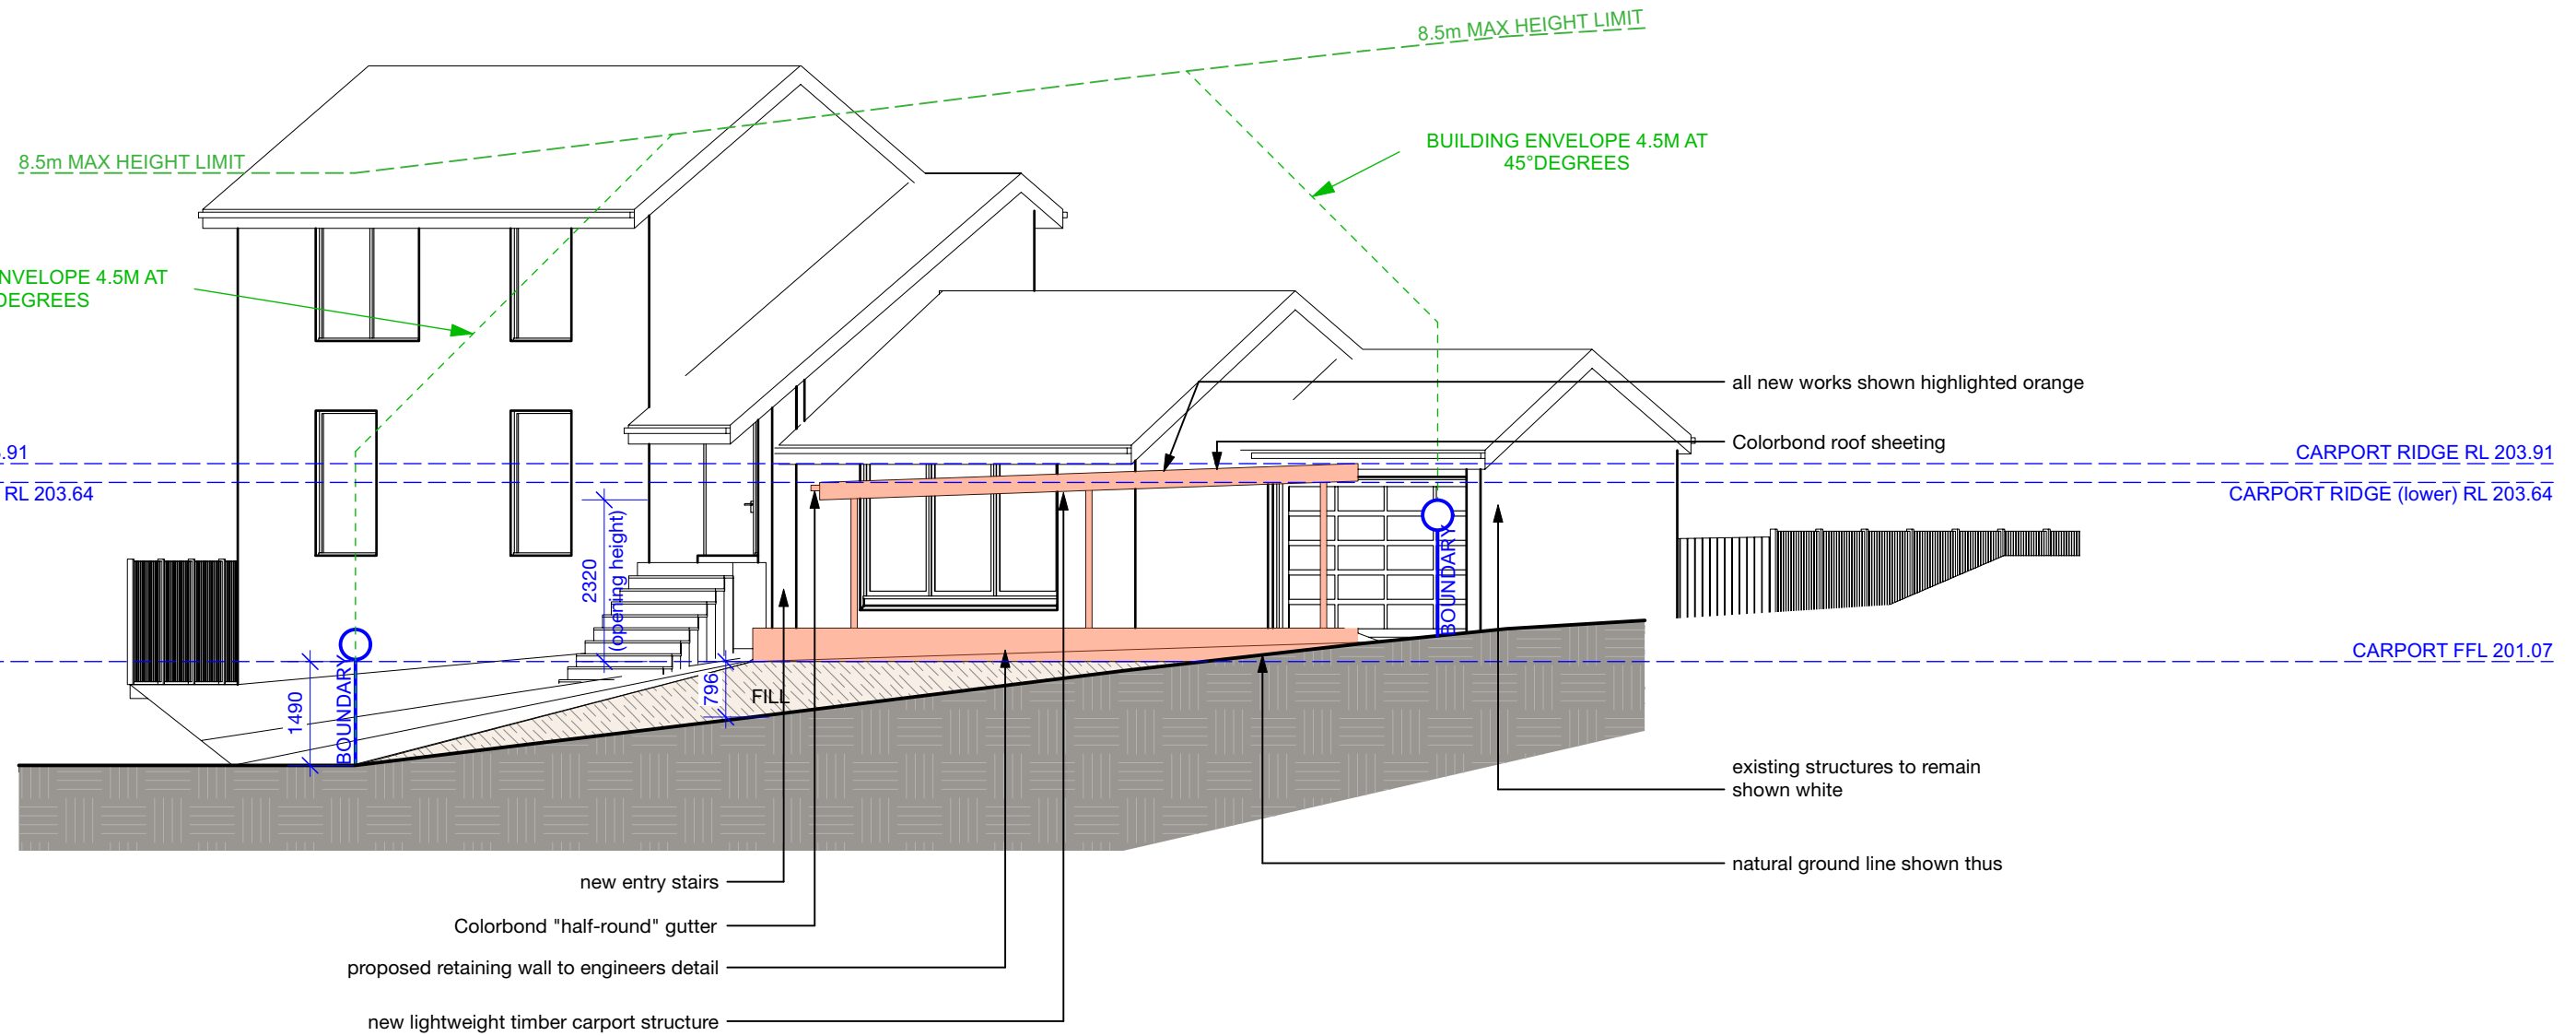 8.5m MAX HEIGHT LIMIT
8.5m MAX HEIGHT LIMIT
BUILDING ENVELOPE 4.5M AT
45°DEGREES
NVELOPE 4.5M AT
DEGREES
all new works shown highlighted orange
Colorbond roof sheeting
.91
CARPORT RIDGE RL 203.91
RL 203.64
CARPORT RIDGE (lower) RL 203.64
2320
(opening height)
BOUNDARY
CARPORT FFL 201.07
1490
BOUNDARY
796
FILL
existing structures to remain
shown white
natural ground line shown thus
new entry stairs
Colorbond "half-round" gutter
proposed retaining wall to engineers detail
new lightweight timber carport structure